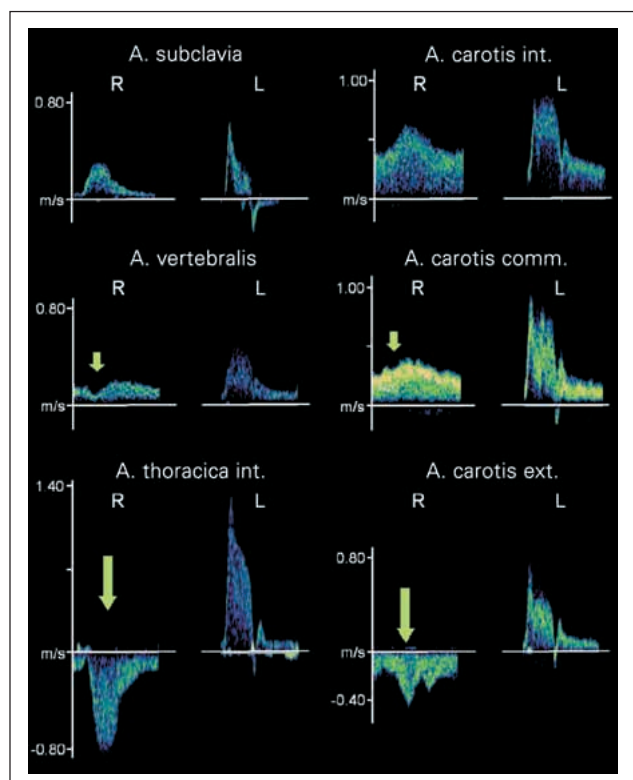 A. subclavia
R L
0.80
m/s
A. carotis int.
R L
1.00
m/s
A. vertebralis
R L
0.80
m/s
A. carotis comm.
R L
1.00
m/s
A. thoracica int.
R L
1.40
m/s
-0.80
A. carotis ext.
R L
0.80
m/s
-0.40